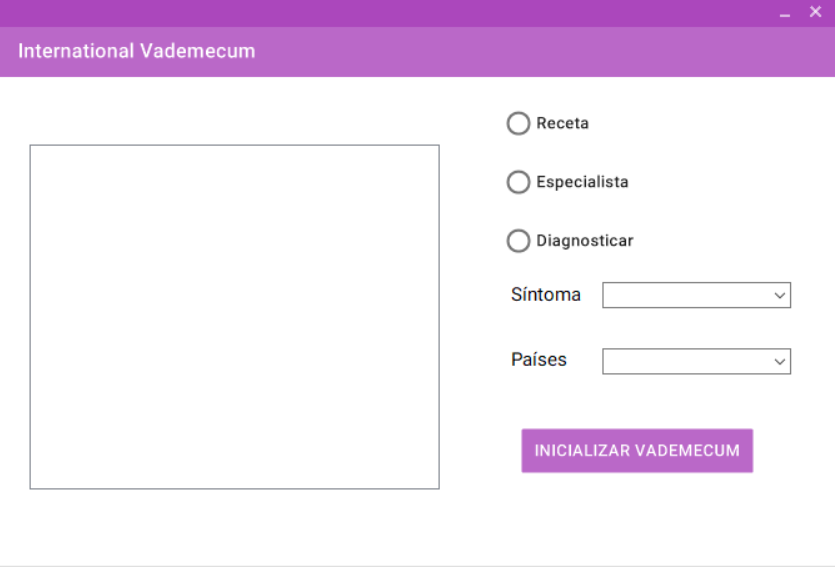 International Vademecum
Receta
Especialista
Diagnosticar
Síntoma
Países
INICIALIZAR VADEMECUM